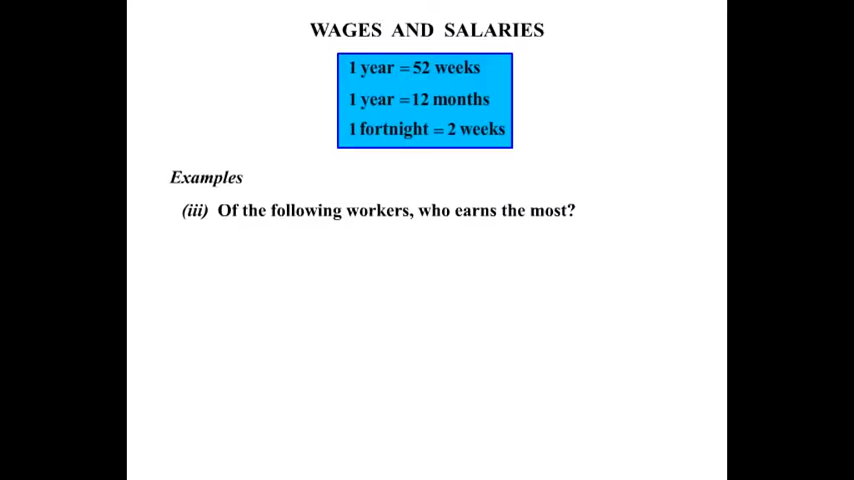 WAGES AND SALARIES
1 year = 52 weeks
1 year = 12 months
1 fortnight = 2 weeks
Examples
(iii) Of the following workers, who earns the most?